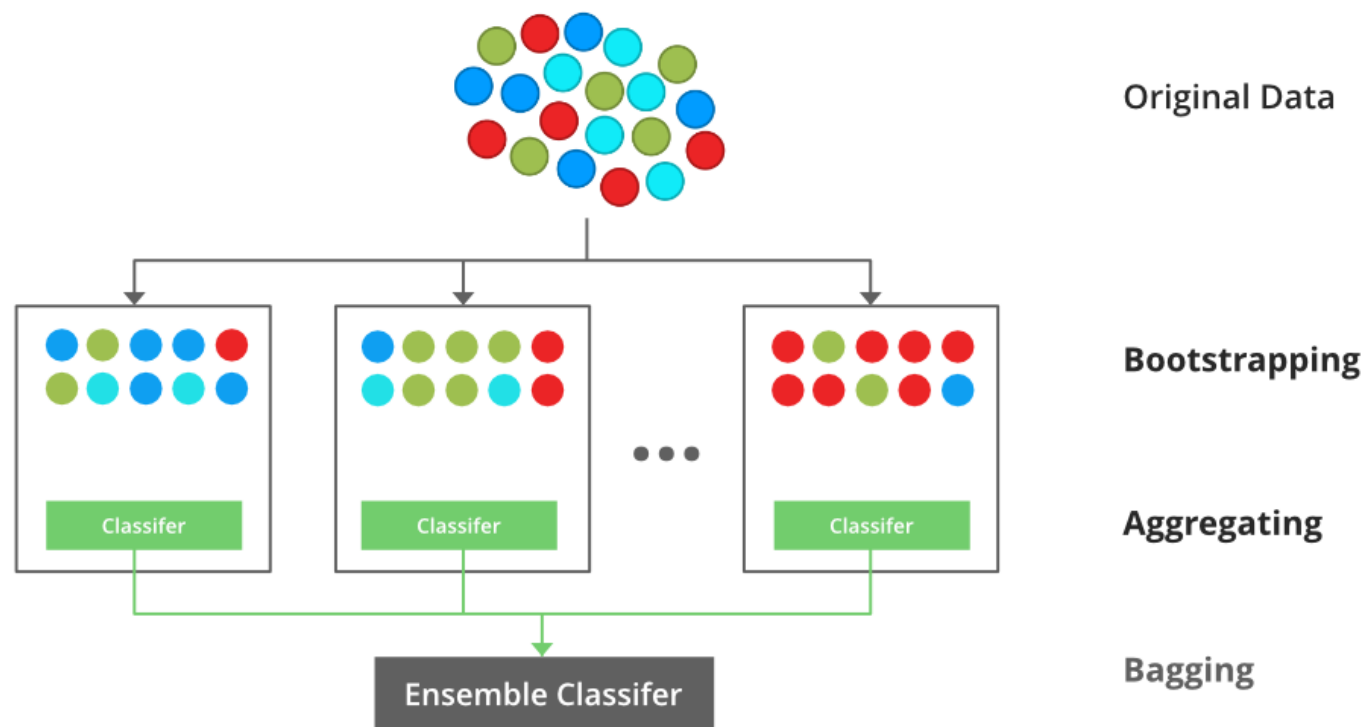 Original Data
Bootstrapping
Classifer
Classifer
Classifer
Aggregating
Ensemble Classifer
Bagging